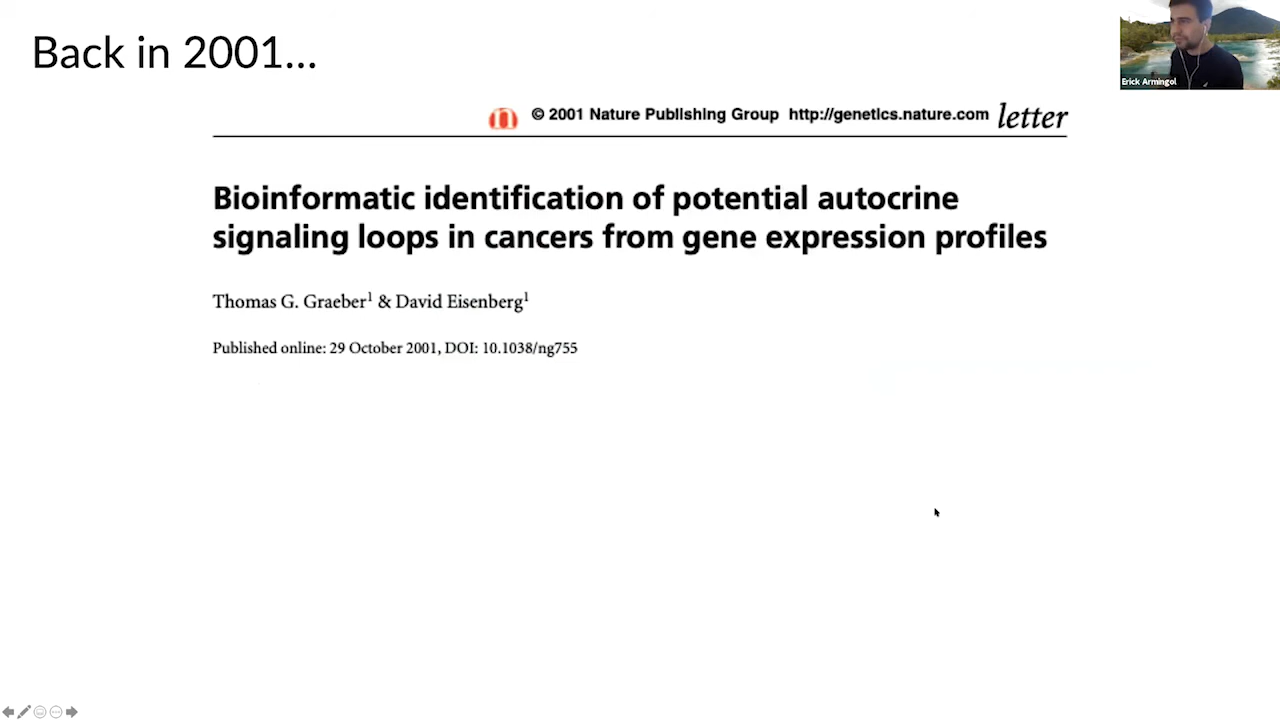 Back in 2001...
Erick Armingol
© 2001 Nature Publishing Group http://genetics.nature.com letter
Bioinformatic identification of potential autocrine
signaling loops in cancers from gene expression profiles
Thomas G. Graeber¹ & David Eisenberg¹
Published online: 29 October 2001, DOI: 10.1038/ng755